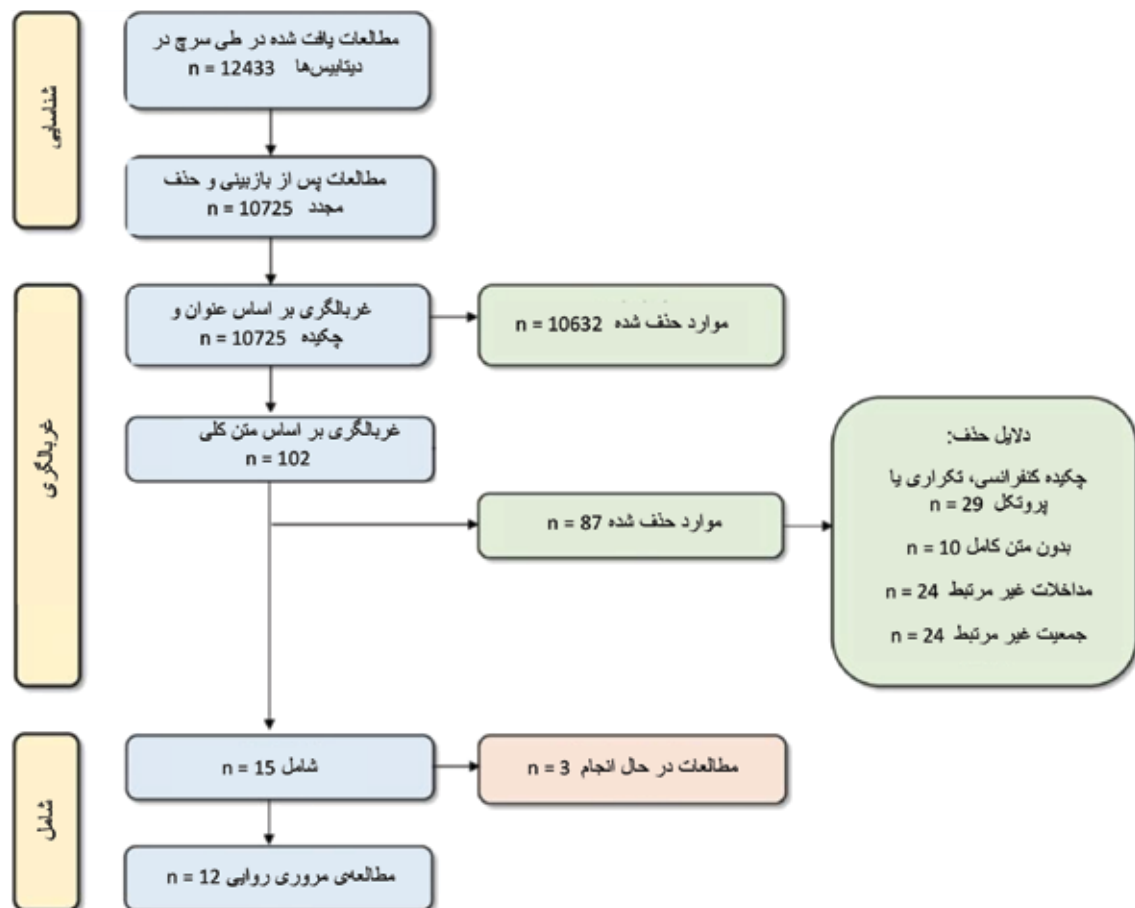 شناسایی
مطالعات یافت شده در طی سرچ در
دیتابیس‌ها n = 12433
مطالعات پس از بازبینی و حذف
مجدد n = 10725
غربالگری
غربالگری بر اساس عنوان و
چکیده n = 10725
موارد حذف شده n = 10632
غربالگری بر اساس متن کلی
n = 102
موارد حذف شده n = 87
دلایل حذف:
چکیده کنفرانسی، تکراری یا
پروتکل n = 29
بدون متن کامل n = 10
مداخلات غیر مرتبط n = 24
جمعیت غیر مرتبط n = 24
شامل
شامل n = 15
مطالعات در حال انجام n = 3
مطالعه‌ی مروری روایی n = 12